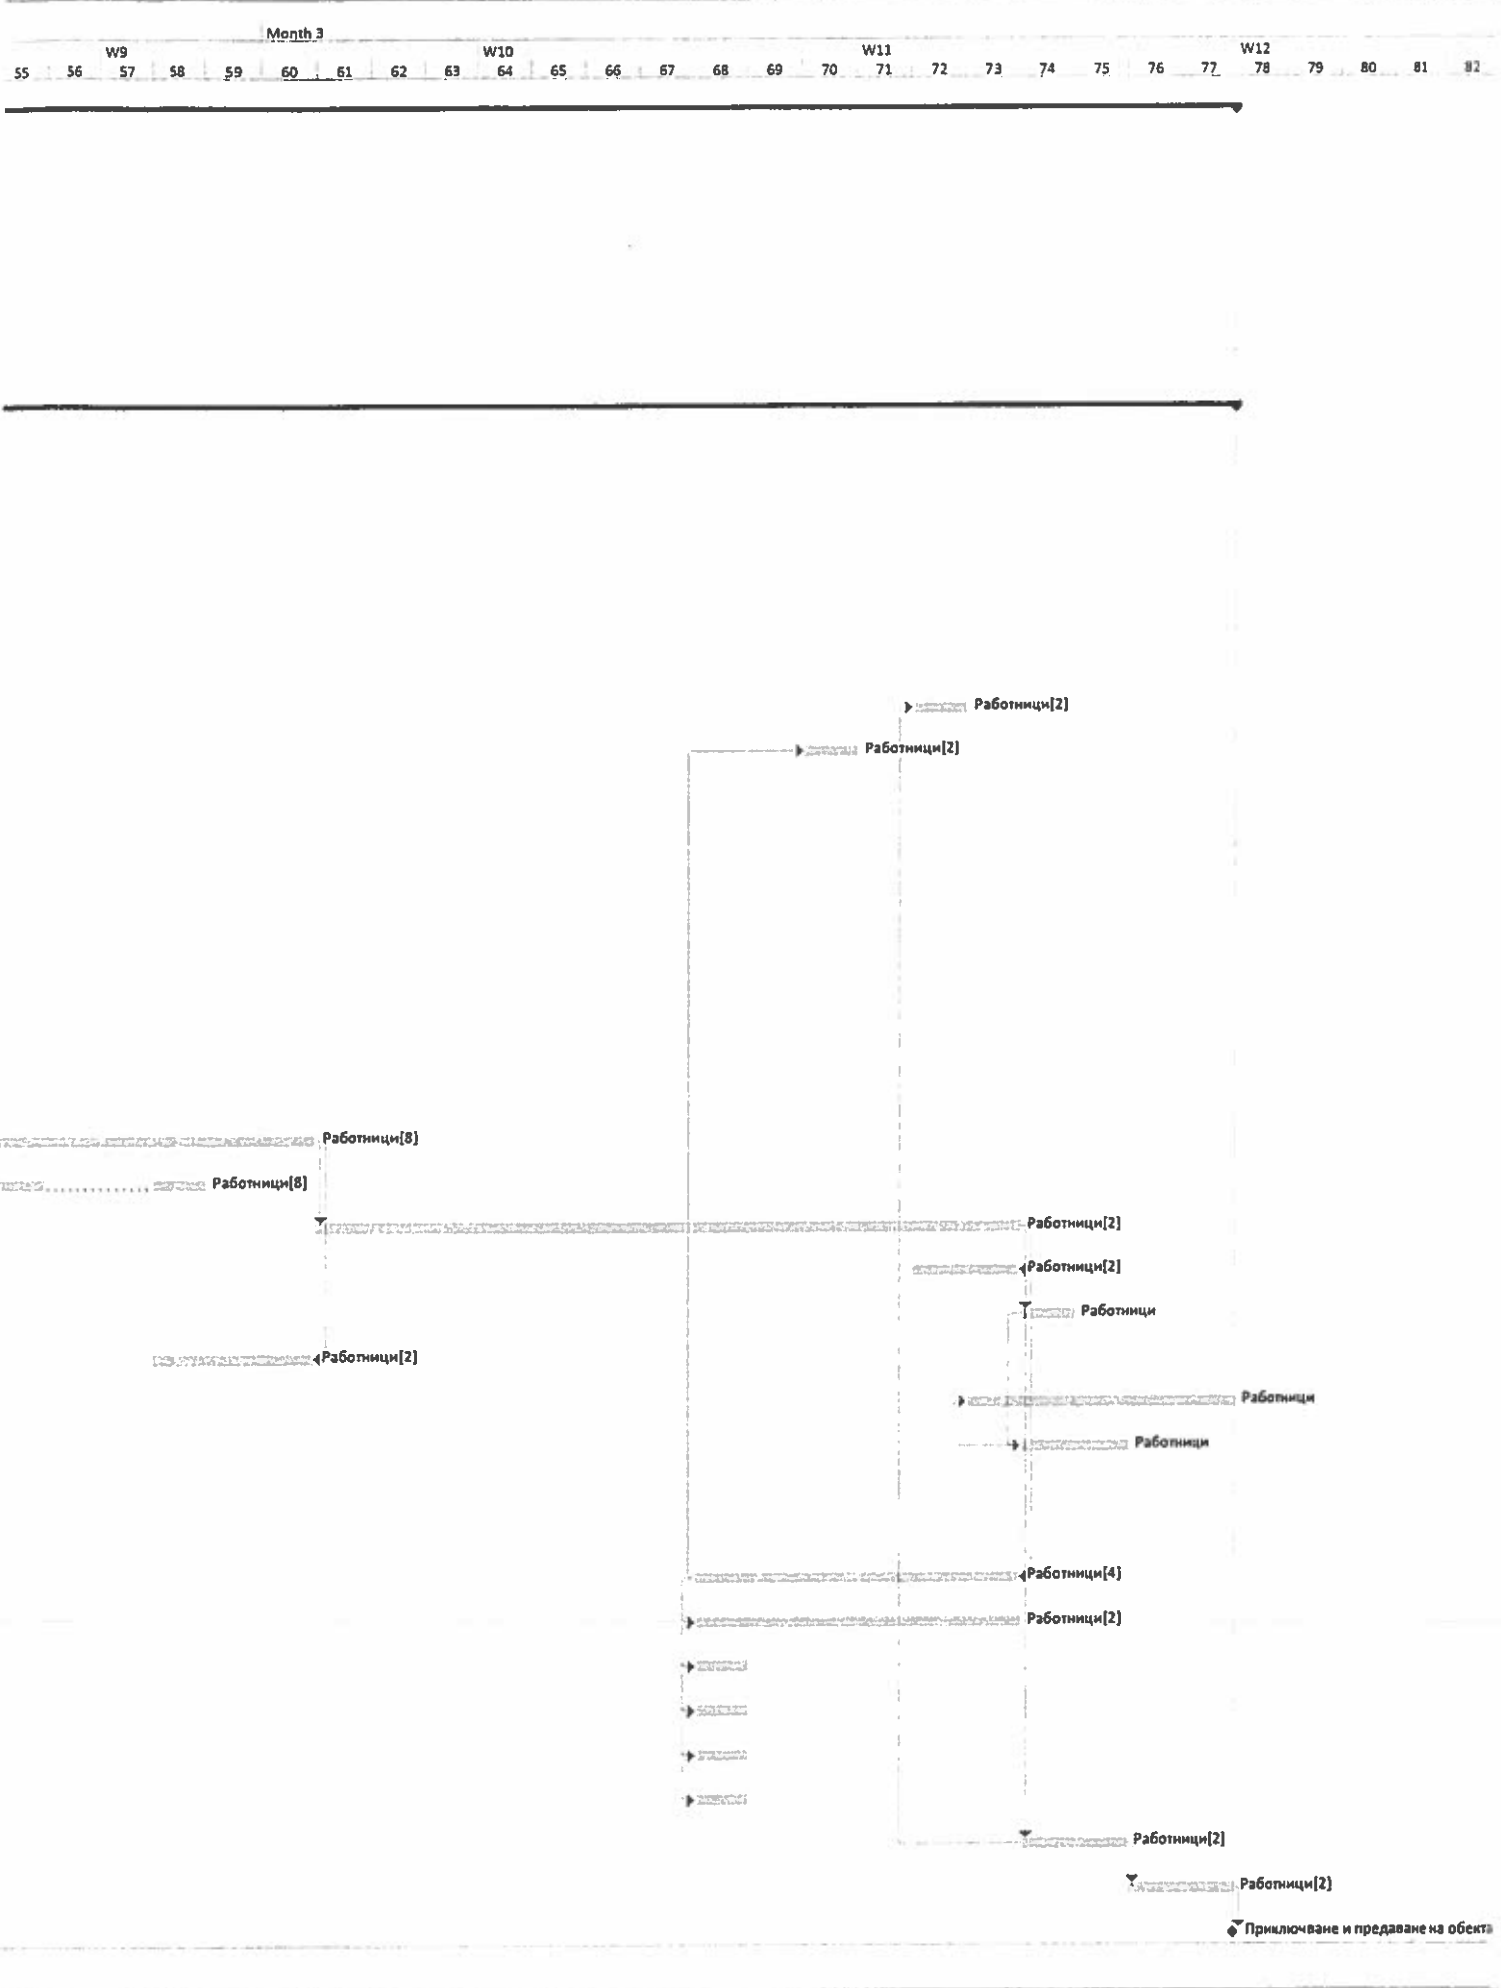 Month 3
W9 W10 W11 W12
55 56 57 58 59 60 61 62 63 64 65 66 67 68 69 70 71 72 73 74 75 76 77 78 79 80 81 82
Работници[2]
Работници[2]
Работници[8]
Работници[8]
Работници[2]
Работници[2]
Работници
Работници[2]
Работници
Работници
Работници[4]
Работници[2]
Работници[2]
Работници[2]
Приключване и предаване на обекта